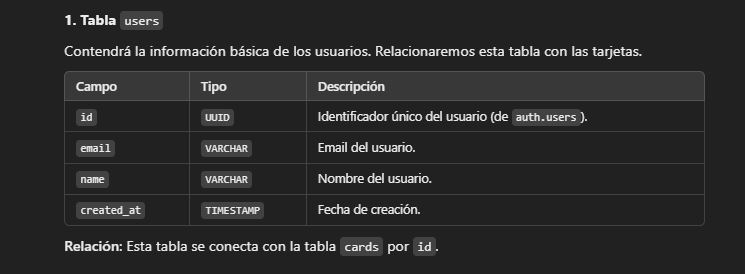 1. Tabla users
Contendrá la información básica de los usuarios. Relacionaremos esta tabla con las tarjetas.
Campo Tipo Descripción
id UUID Identificador único del usuario (de auth.users).
email VARCHAR Email del usuario.
name VARCHAR Nombre del usuario.
created_at TIMESTAMP Fecha de creación.
Relación: Esta tabla se conecta con la tabla cards por id.